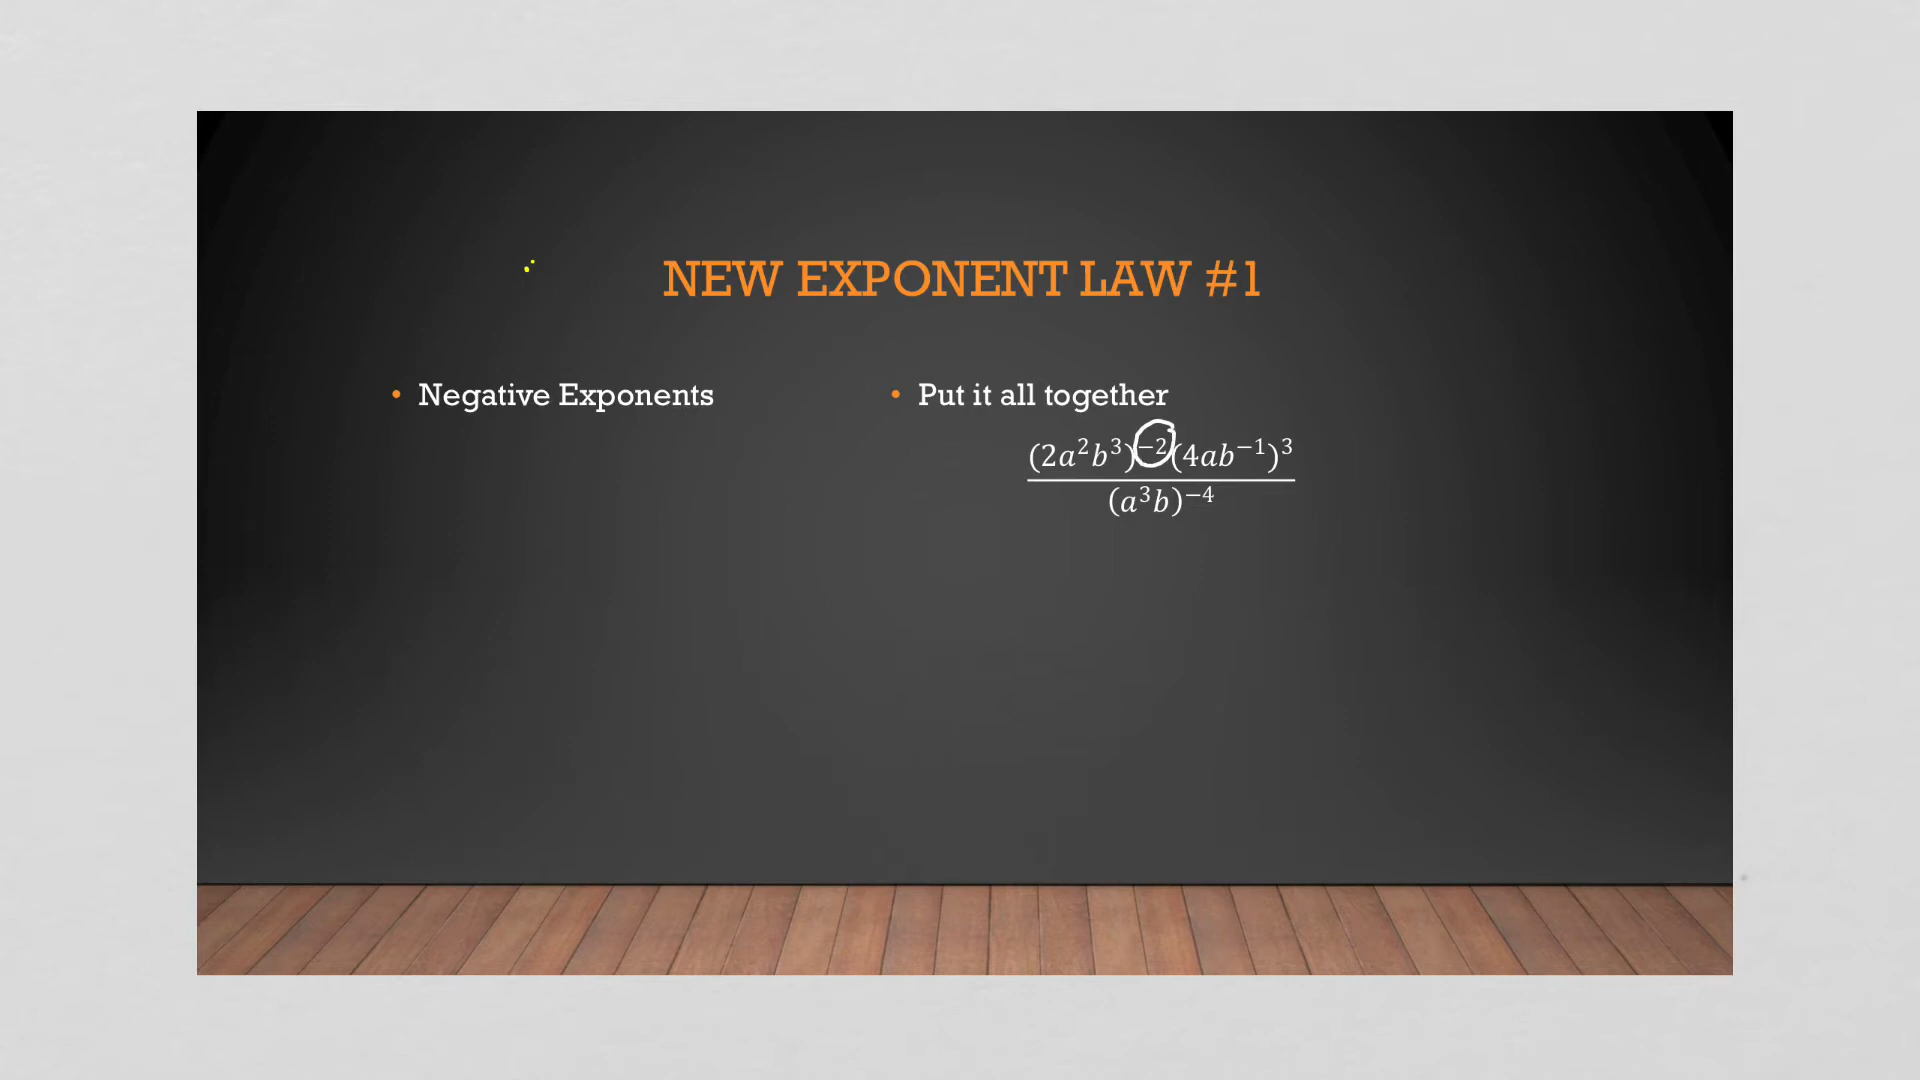 NEW EXPONENT LAW #1
• Negative Exponents
• Put it all together
(2a²b³)⁻²(4ab⁻¹)³
(a³b)⁻⁴